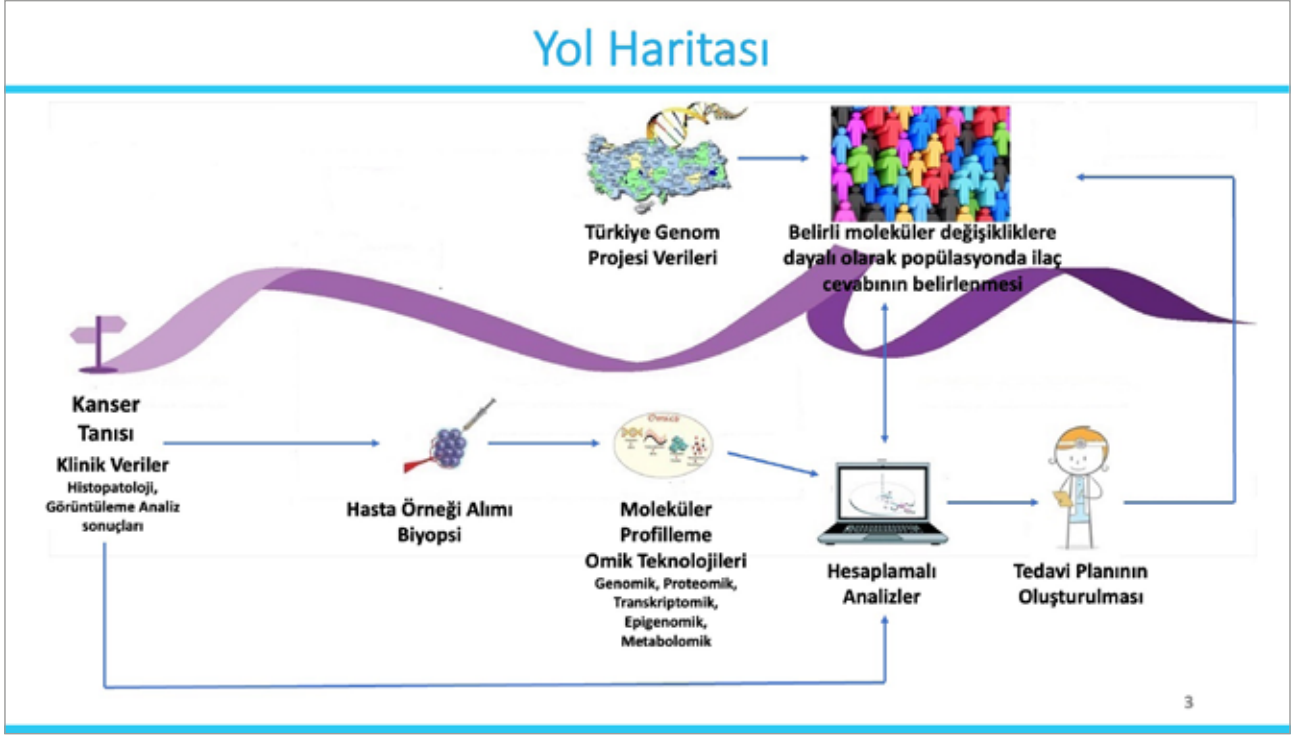 Yol Haritası
Türkiye Genom
Projesi Verileri
Belirli moleküler değişikliklere
dayalı olarak popülasyonda ilaç
cevabının belirlenmesi
Kanser
Tanısı
Klinik Veriler
Histopatoloji,
Görüntüleme Analiz
sonuçları
Hasta Örneği Alımı
Biyopsi
Omics
Moleküler
Profilleme
Omik Teknolojileri
Genomik, Proteomik,
Transkriptomik,
Epigenomik,
Metabolomik
Hesaplamalı
Analizler
Tedavi Planının
Oluşturulması
3